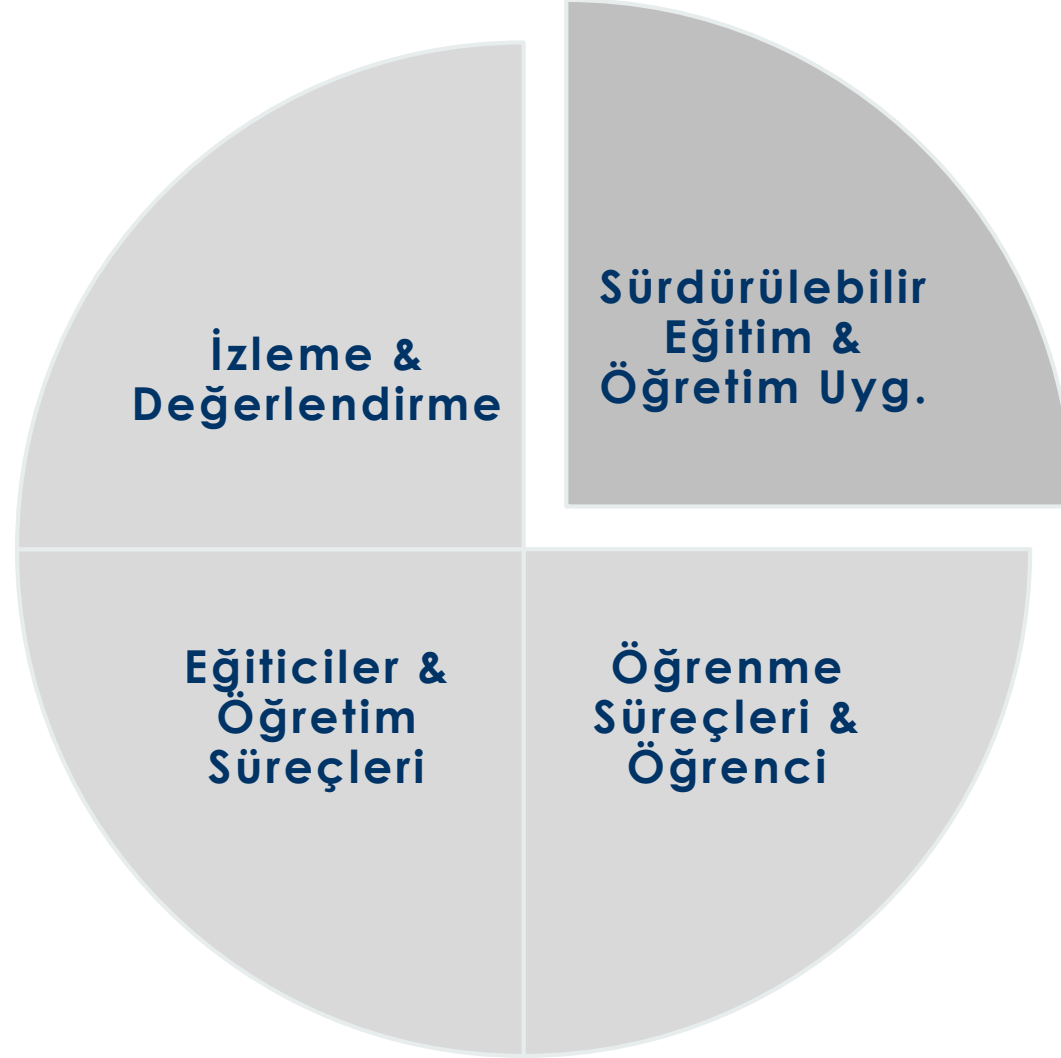 İzleme &
Değerlendirme
Sürdürülebilir
Eğitim &
Öğretim Uyg.
Eğiticiler &
Öğretim
Süreçleri
Öğrenme
Süreçleri &
Öğrenci